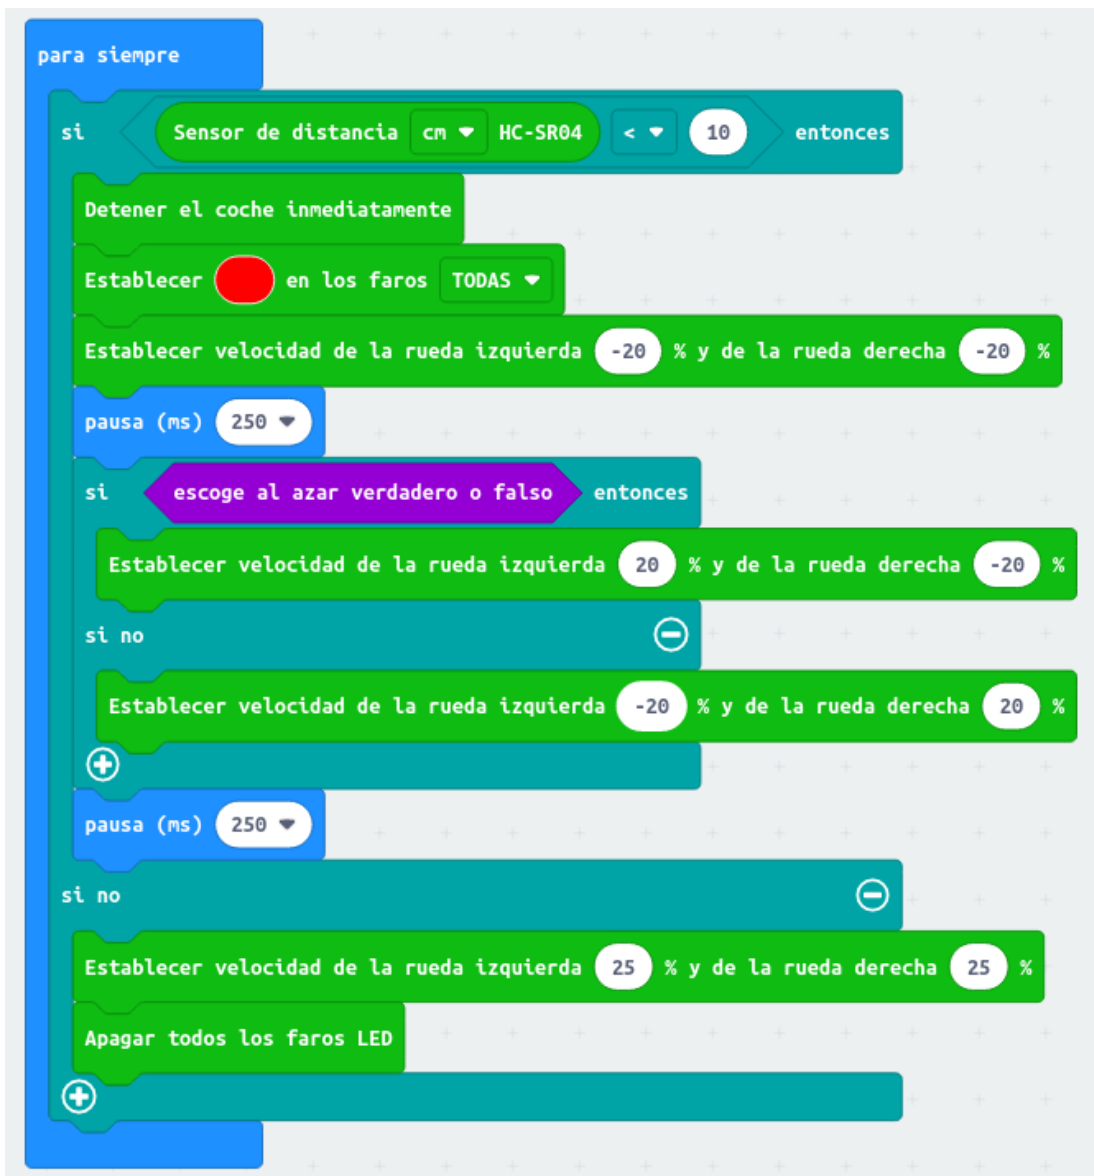 para siempre
si Sensor de distancia cm HC-SR04 < 10 entonces
Detener el coche inmediatamente
Establecer en los faros TODAS
Establecer velocidad de la rueda izquierda -20 % y de la rueda derecha -20 %
pausa (ms) 250
si escoge al azar verdadero o falso entonces
Establecer velocidad de la rueda izquierda 20 % y de la rueda derecha -20 %
si no
Establecer velocidad de la rueda izquierda -20 % y de la rueda derecha 20 %
pausa (ms) 250
si no
Establecer velocidad de la rueda izquierda 25 % y de la rueda derecha 25 %
Apagar todos los faros LED